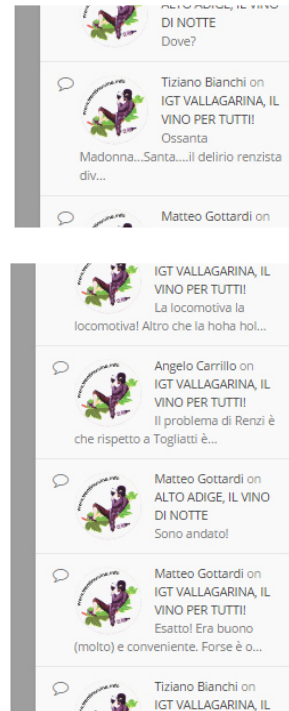 ALTO ADIGE, IL VINO
DI NOTTE
Dove?
Tiziano Bianchi on
IGT VALLAGARINA, IL
VINO PER TUTTI!
Ossanta
Madonna...Santa....il delirio renzista
div...
Matteo Gottardi on
IGT VALLAGARINA, IL
VINO PER TUTTI!
La locomotiva la
locomotiva! Altro che la hoha hol...
Angelo Carrillo on
IGT VALLAGARINA, IL
VINO PER TUTTI!
Il problema di Renzi è
che rispetto a Togliatti è...
Matteo Gottardi on
ALTO ADIGE, IL VINO
DI NOTTE
Sono andato!
Matteo Gottardi on
IGT VALLAGARINA, IL
VINO PER TUTTI!
Esatto! Era buono
(molto) e conveniente. Forse è o...
Tiziano Bianchi on
IGT VALLAGARINA, IL